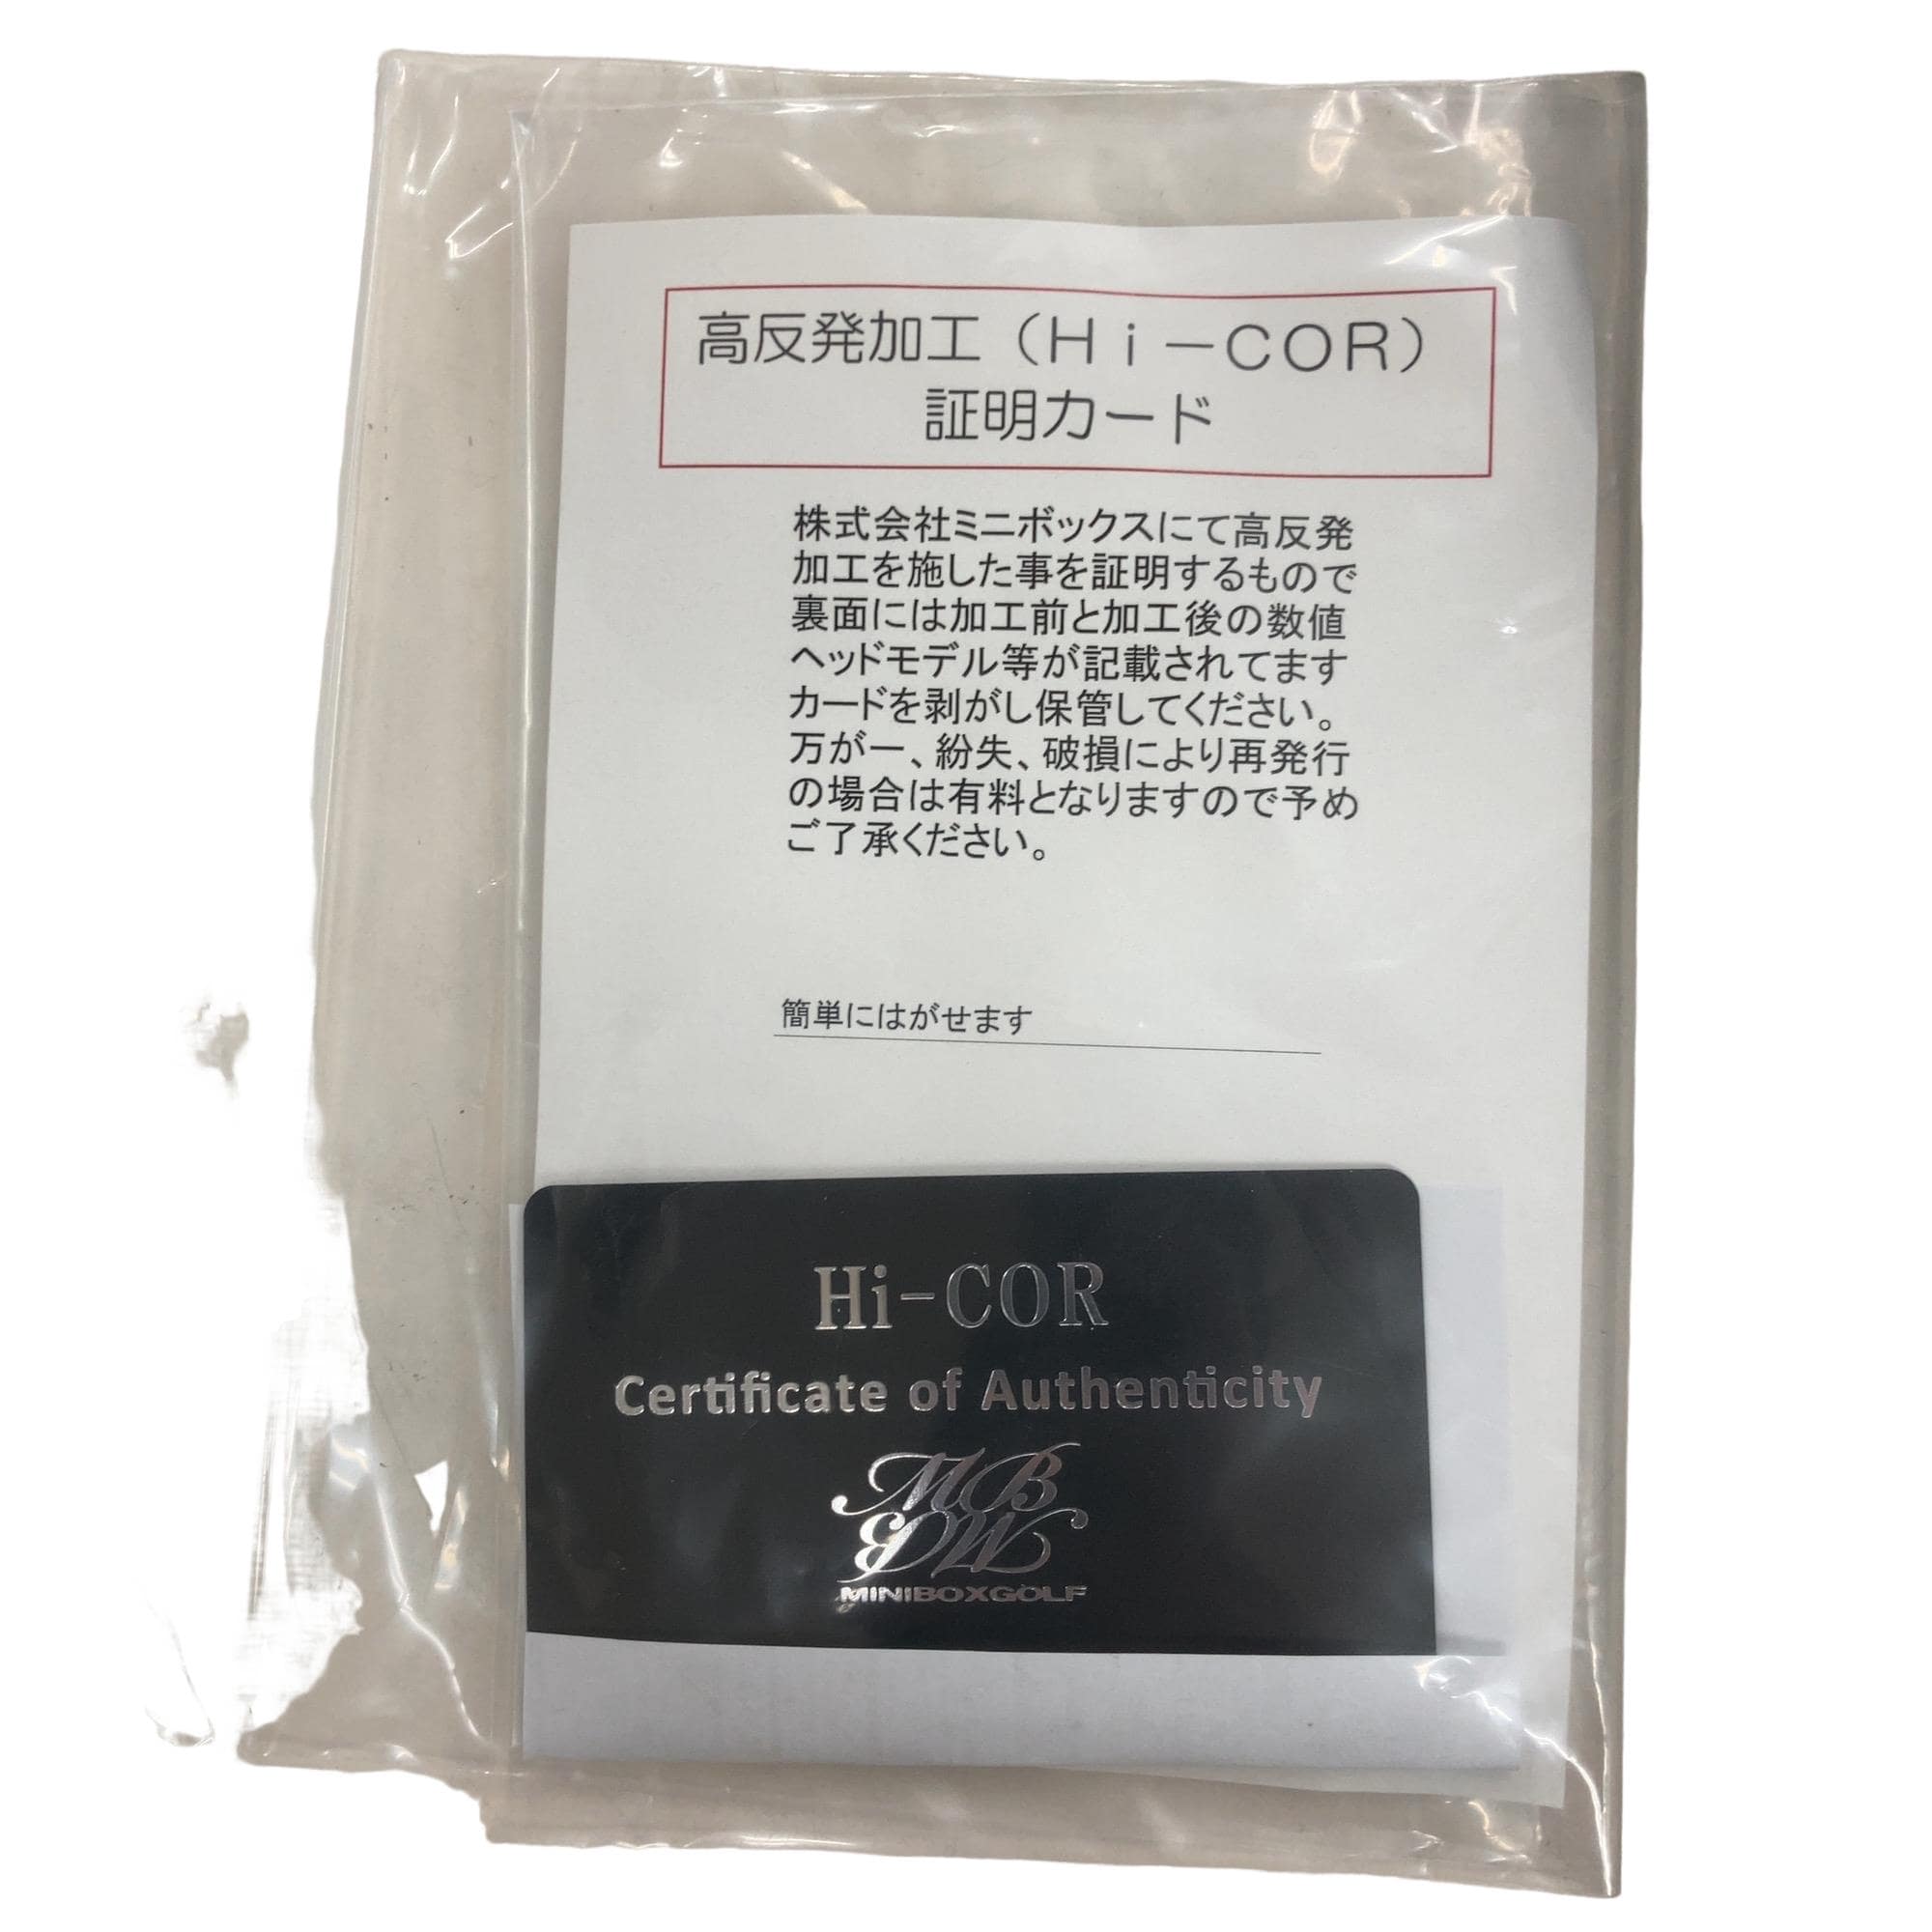 高反発加工（Ｈｉ－ＣＯＲ）
証明カード
株式会社ミニボックスにて高反発
加工を施した事を証明するもので
裏面には加工前と加工後の数値
ヘッドモデル等が記載されてます
カードを剥がし保管してください。
万が一、紛失、破損により再発行
の場合は有料となりますので予め
ご了承ください。
簡単にはがせます
Hi-COR
Certificate of Authenticity
MINIBOXGOLF